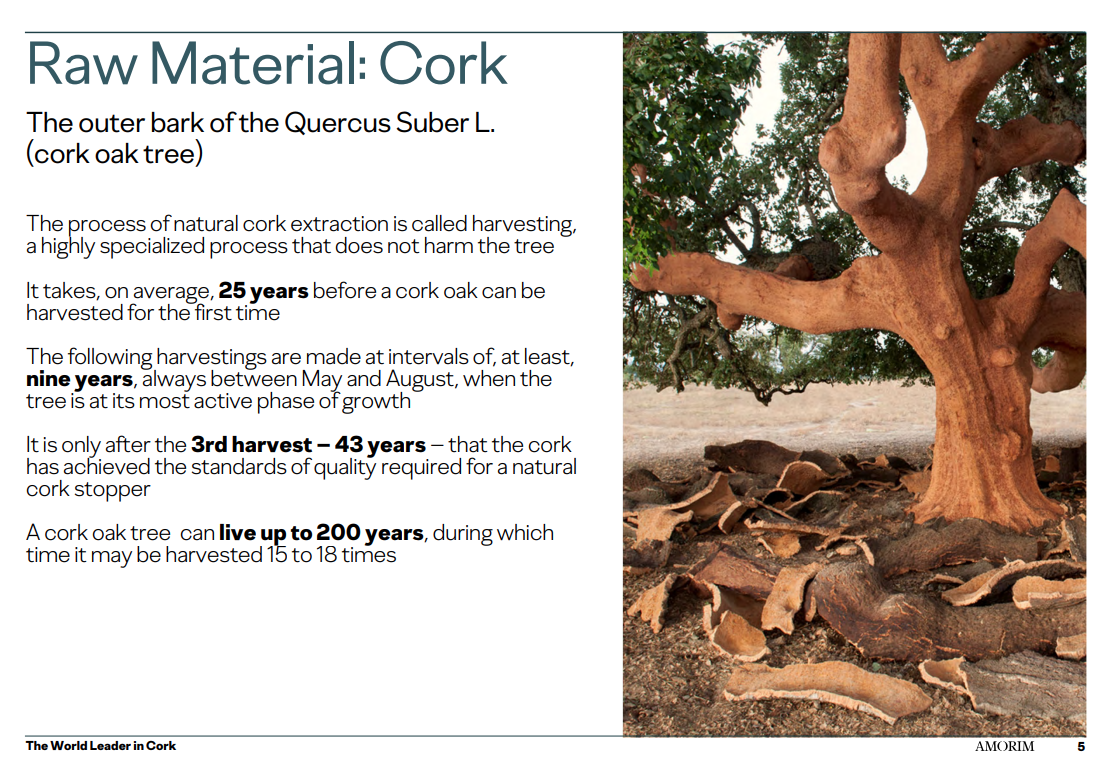 Raw Material: Cork
The outer bark of the Quercus Suber L.
(cork oak tree)
The process of natural cork extraction is called harvesting,
a highly specialized process that does not harm the tree
It takes, on average, 25 years before a cork oak can be
harvested for the first time
The following harvestings are made at intervals of, at least,
nine years, always between May and August, when the
tree is at its most active phase of growth
It is only after the 3rd harvest – 43 years – that the cork
has achieved the standards of quality required for a natural
cork stopper
A cork oak tree  can live up to 200 years, during which
time it may be harvested 15 to 18 times
The World Leader in Cork
AMORIM
5